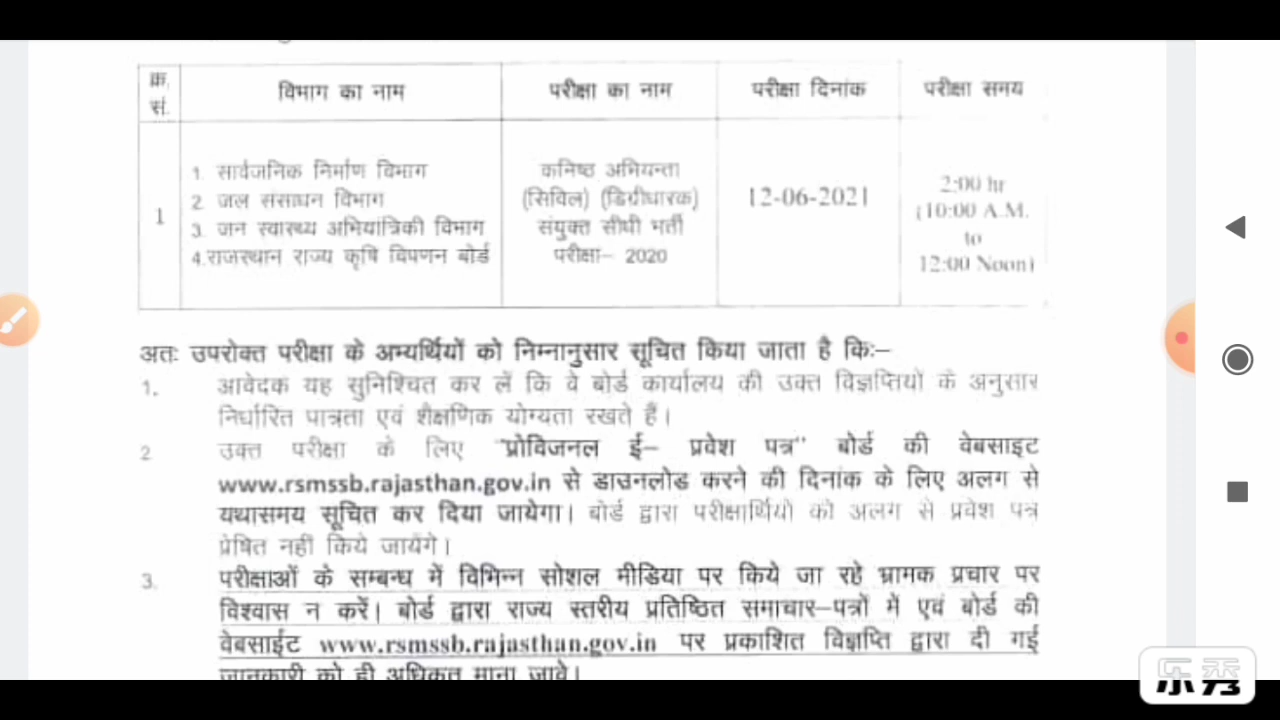 क्र. सं.
विभाग का नाम
परीक्षा का नाम
परीक्षा दिनांक
परीक्षा समय
1
1. सार्वजनिक निर्माण विभाग
2. जल संसाधन विभाग
3. जन स्वास्थ्य अभियांत्रिकी विभाग
4.राजस्थान राज्य कृषि विपणन बोर्ड
कनिष्ठ अभियन्ता
(सिविल) (डिग्रीधारक)
संयुक्त सीधी भर्ती
परीक्षा– 2020
12-06-2021
2:00 hr
(10:00 A.M.
to
12:00 Noon)
अतः उपरोक्त परीक्षा के अभ्यर्थियों को निम्नानुसार सूचित किया जाता है कि:–
1. आवेदक यह सुनिश्चित कर लें कि वे बोर्ड कार्यालय की उक्त विज्ञप्तियों के अनुसार
निर्धारित पात्रता एवं शैक्षणिक योग्यता रखते हैं।
2 उक्त परीक्षा के लिए "प्रोविजनल ई– प्रवेश पत्र" बोर्ड की वेबसाइट
www.rsmssb.rajasthan.gov.in से डाउनलोड करने की दिनांक के लिए अलग से
यथासमय सूचित कर दिया जायेगा। बोर्ड द्वारा परीक्षार्थियों को अलग से प्रवेश पत्र
प्रेषित नहीं किये जायेंगे।
3. परीक्षाओं के सम्बन्ध में विभिन्न सोशल मीडिया पर किये जा रहे भ्रामक प्रचार पर
विश्वास न करें। बोर्ड द्वारा राज्य स्तरीय प्रतिष्ठित समाचार–पत्रों में एवं बोर्ड की
वेबसाईट www.rsmssb.rajasthan.gov.in पर प्रकाशित विज्ञप्ति द्वारा दी गई
जानकारी को ही अधिकृत माना जावे।
乐秀